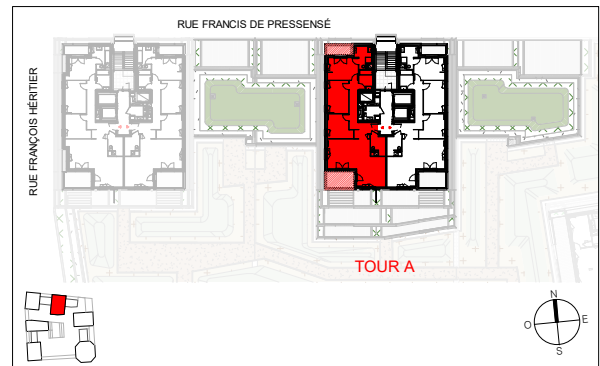 RUE FRANCIS DE PRESSENSÉ
RUE FRANÇOIS HÉRITIER
TOUR A
N
O
E
S